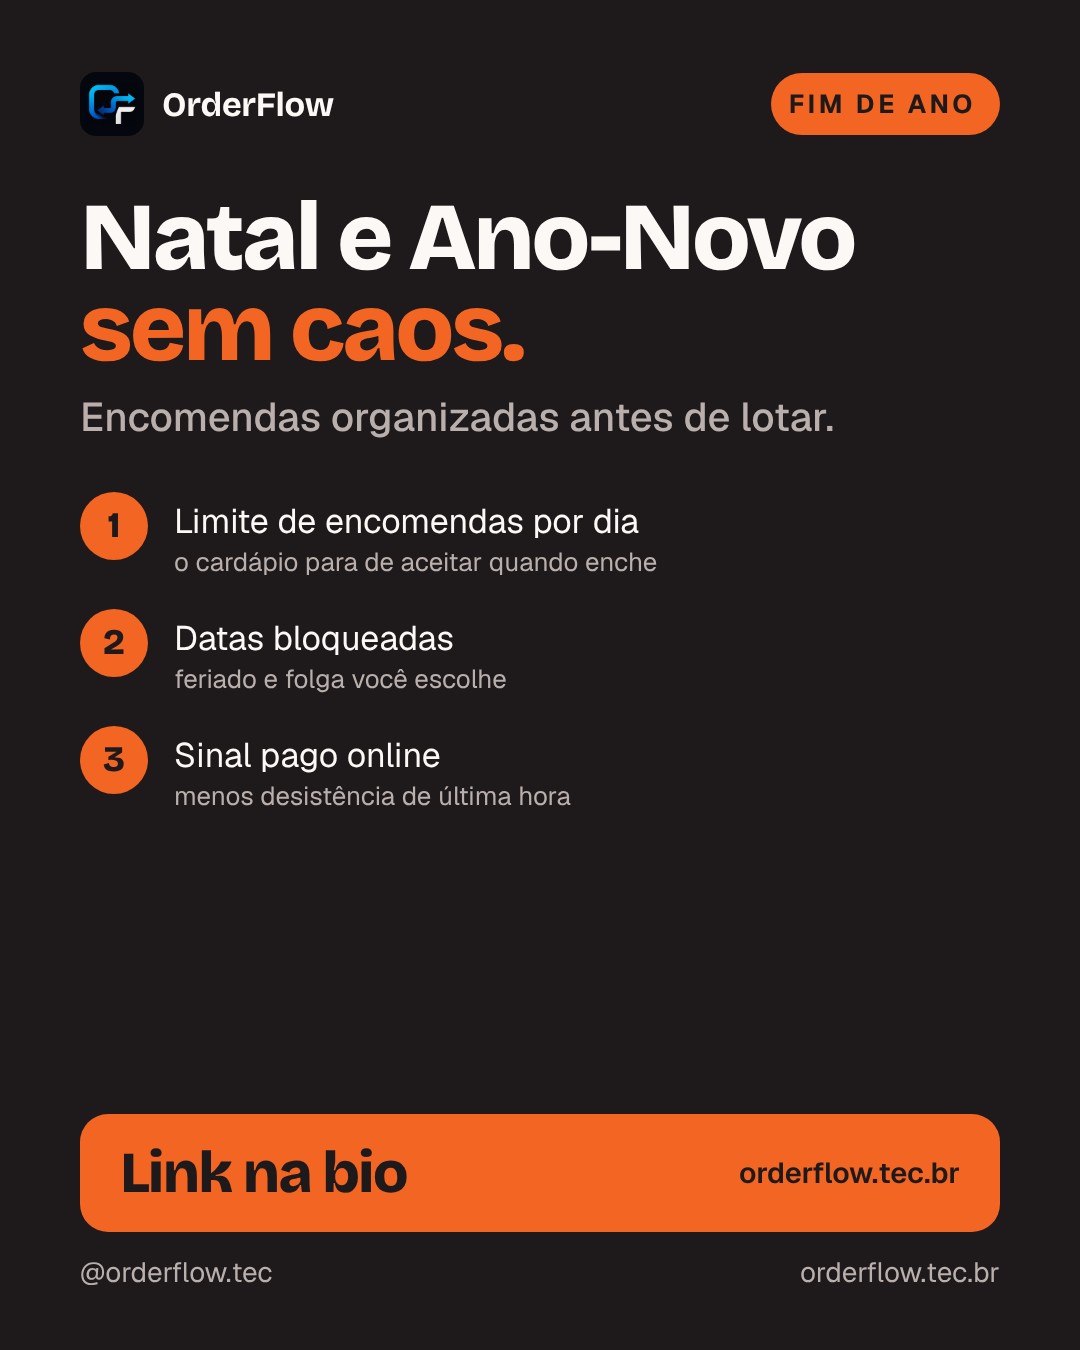 OrderFlow
FIM DE ANO
Natal e Ano-Novo
sem caos.
Encomendas organizadas antes de lotar.
1
Limite de encomendas por dia
o cardápio para de aceitar quando enche
2
Datas bloqueadas
feriado e folga você escolhe
3
Sinal pago online
menos desistência de última hora
Link na bio
orderflow.tec.br
@orderflow.tec
orderflow.tec.br